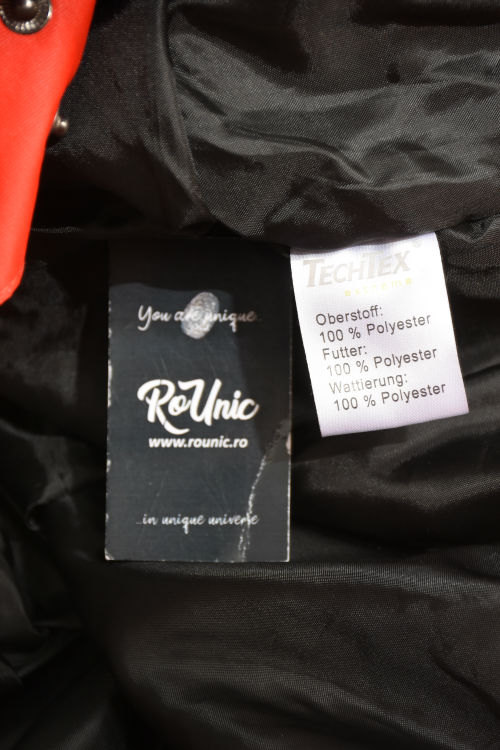 You are unique..
RoUnic
www.rounic.ro
..in unique universe
TECHTEX®
extreme
Oberstoff:
100 % Polyester
Futter:
100 % Polyester
Wattierung:
100 % Polyester